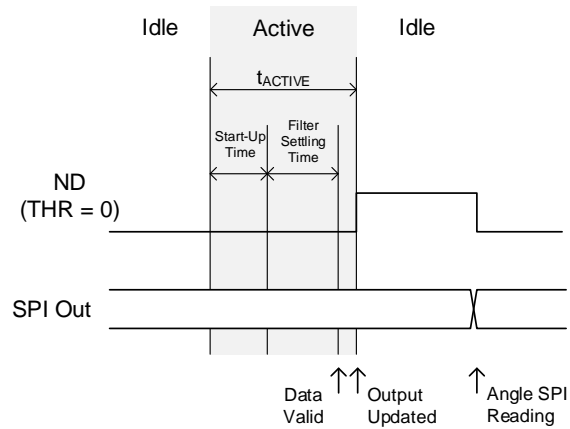 Idle Active Idle
tACTIVE
Start-Up
Time
Filter
Settling
Time
ND
(THR = 0)
SPI Out
Data
Valid
Output
Updated
Angle SPI
Reading